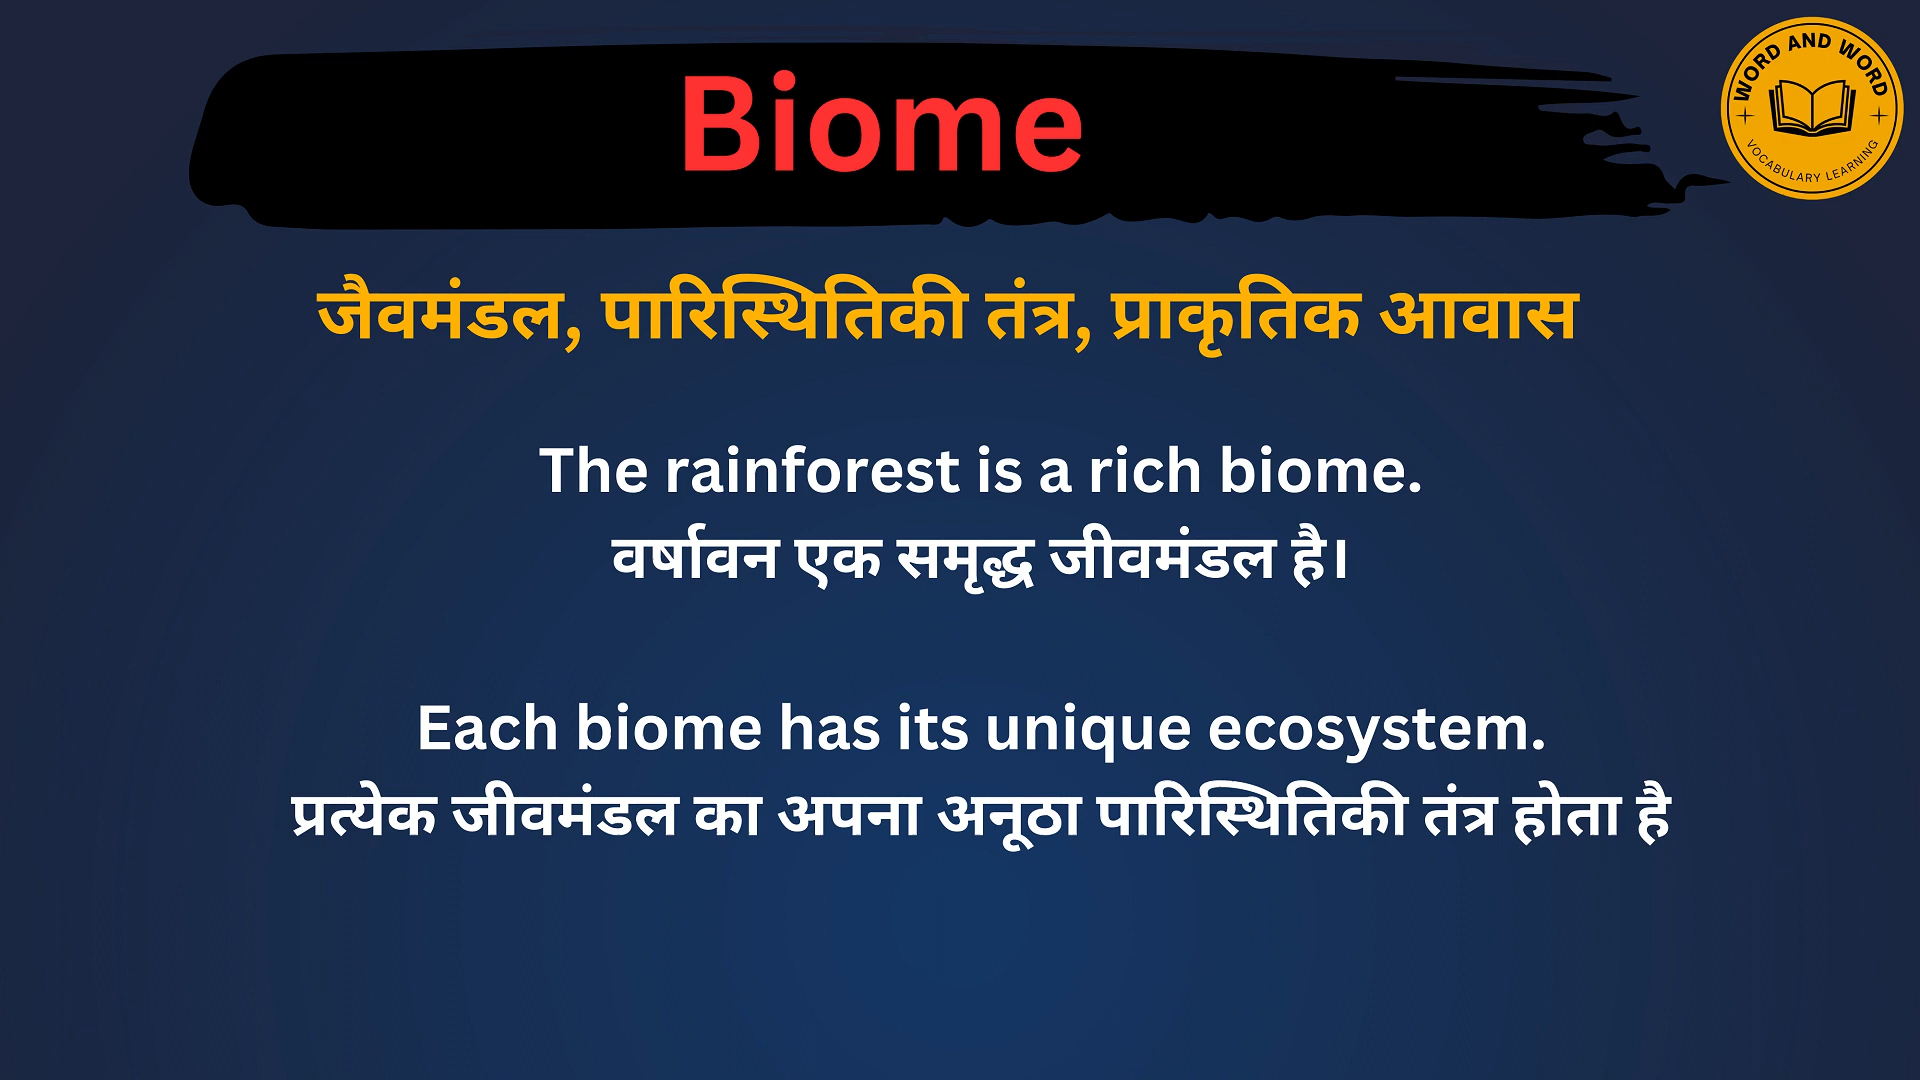 Biome
WORD AND WORD
VOCABULARY LEARNING
जैवमंडल, पारिस्थितिकी तंत्र, प्राकृतिक आवास
The rainforest is a rich biome.
वर्षावन एक समृद्ध जीवमंडल है।
Each biome has its unique ecosystem.
प्रत्येक जीवमंडल का अपना अनूठा पारिस्थितिकी तंत्र होता है